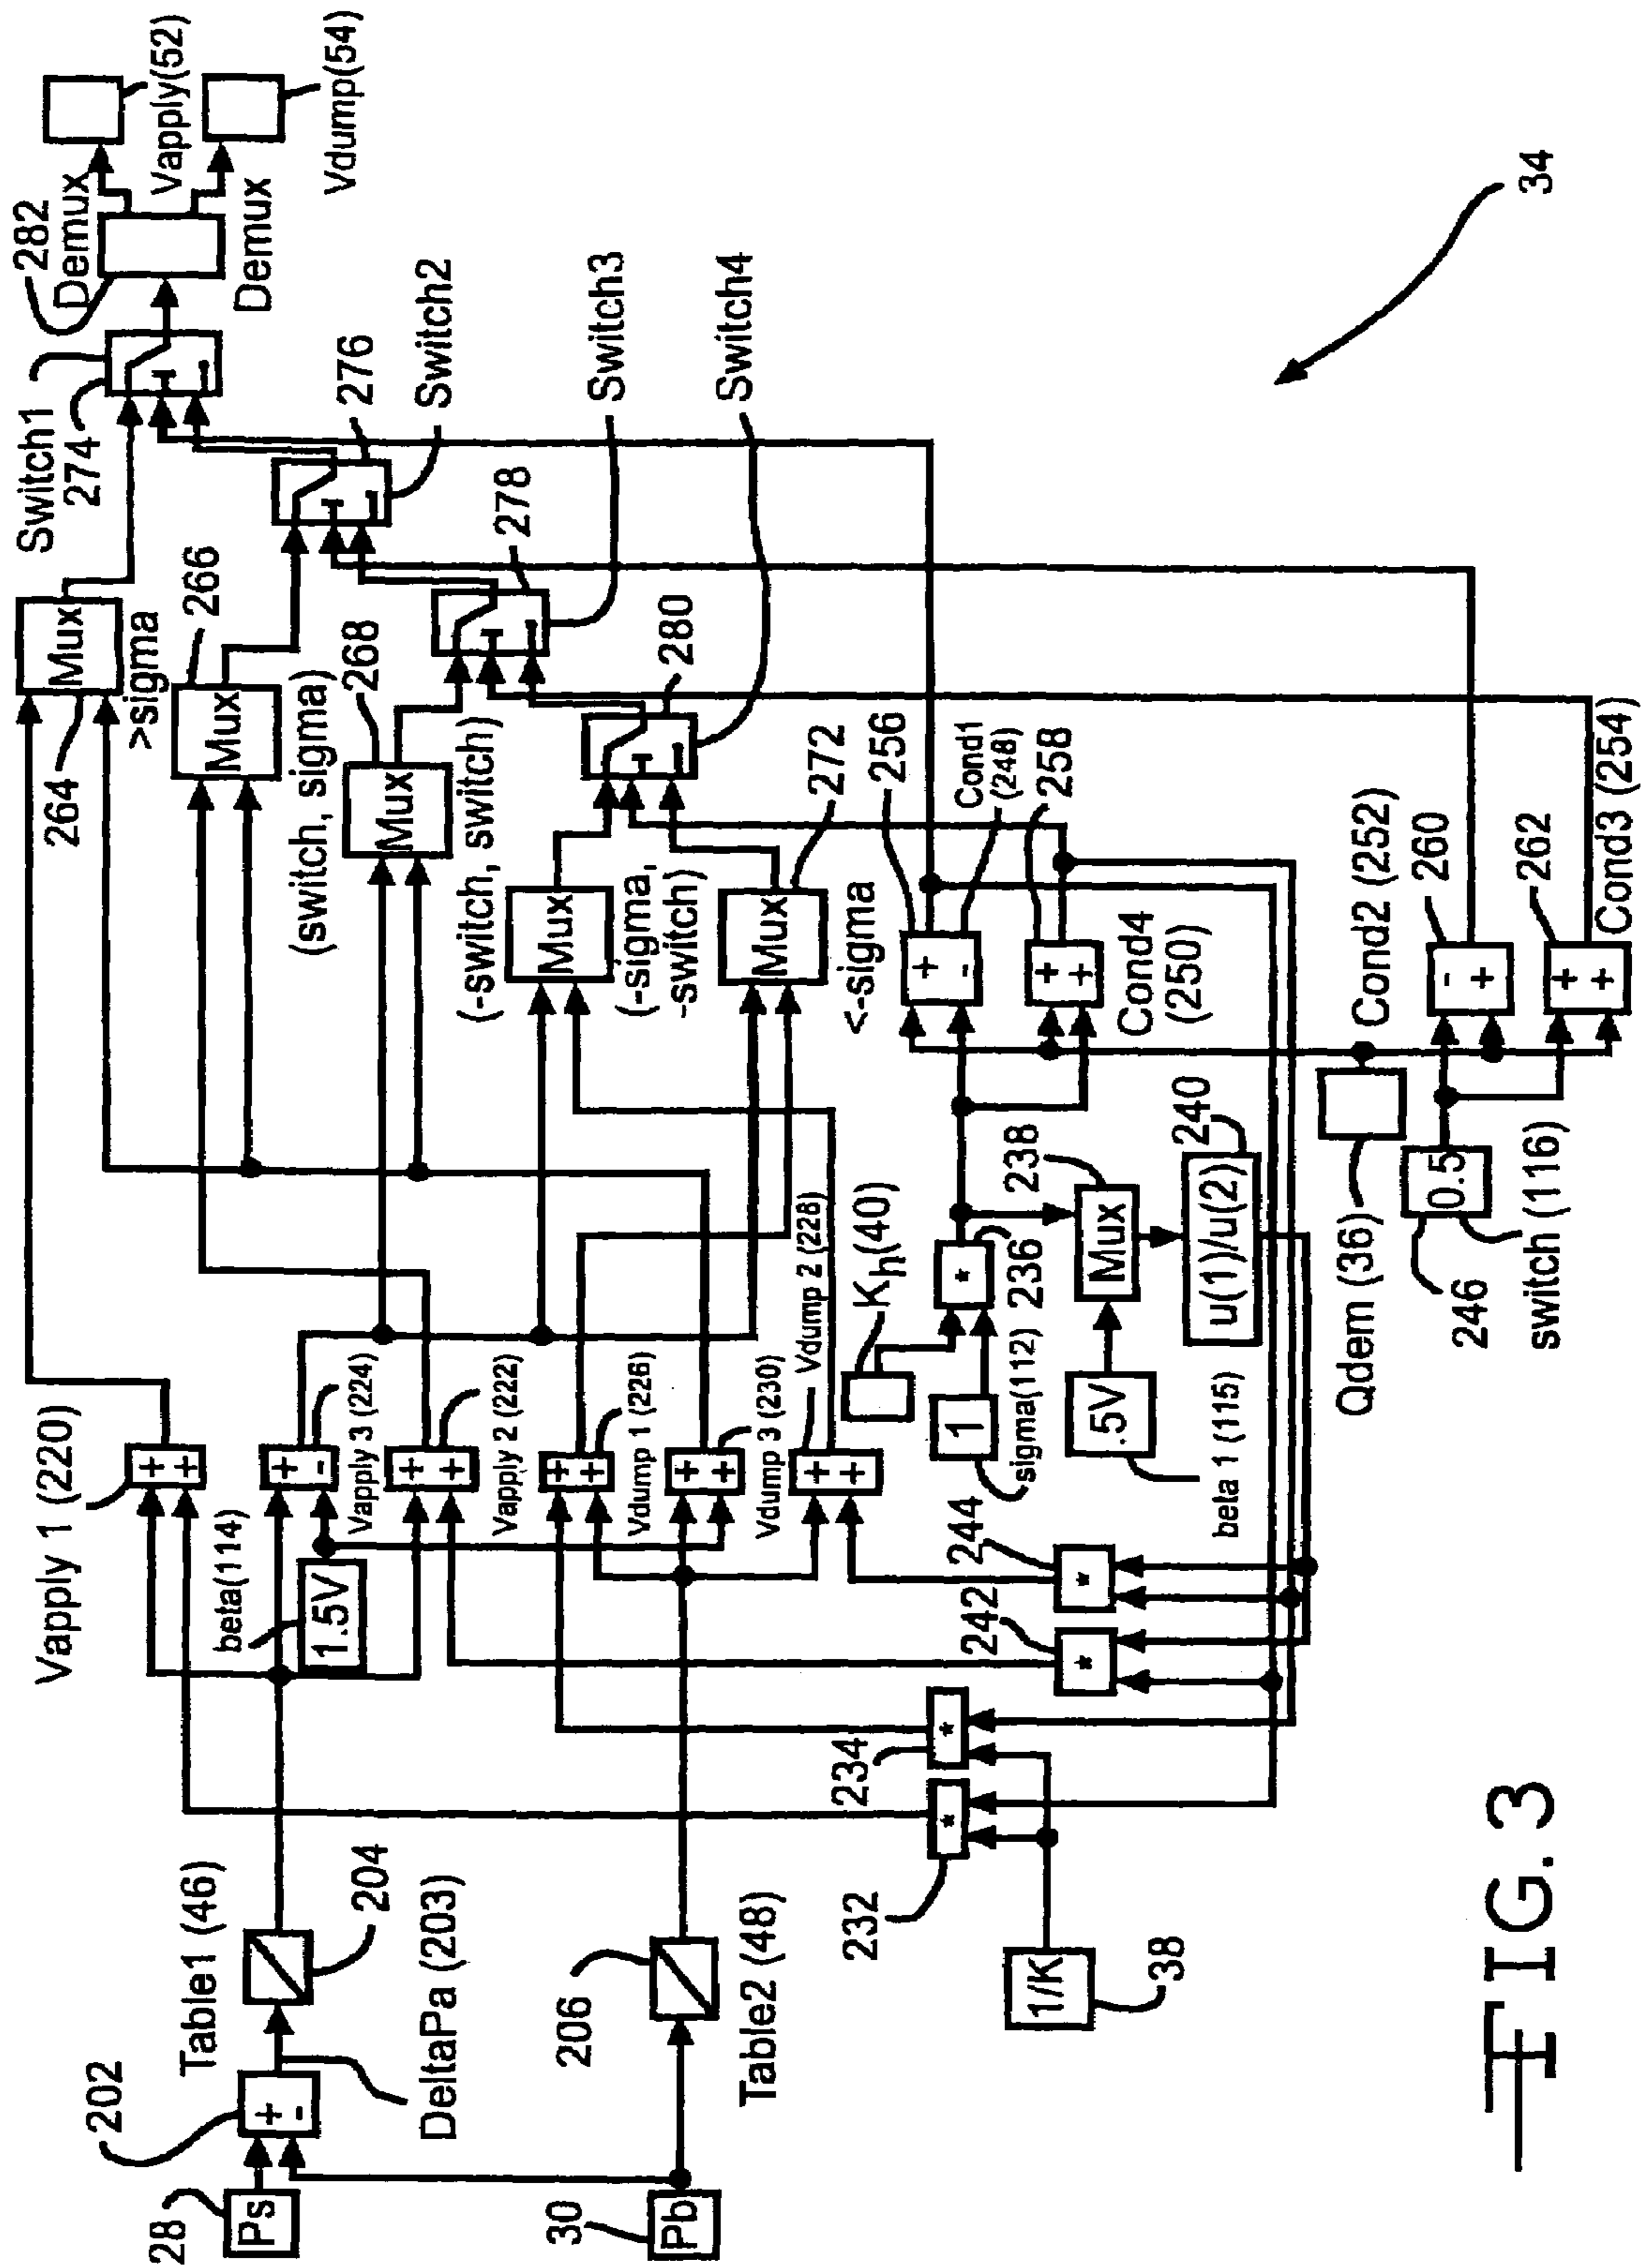 28
Ps
202
+
-
DeltaPa (203)
Table1 (46)
204
30
Pb
206
Table2 (48)
1/K
38
232
*
234
*
242
*
244
*
Vapply 1 (220)
+
+
beta(114)
1.5V
+
-
Vapply 3 (224)
+
+
Vapply 2 (222)
+
+
Vdump 1 (226)
+
+
Vdump 3 (230)
+
+
Vdump 2 (228)
Kh(40)
1
sigma(112)
*
236
.5V
beta 1 (115)
Mux
238
u(1)/u(2)
240
Qdem (36)
0.5
246
switch (116)
264
Mux
>sigma
Mux
266
(switch, sigma)
Mux
268
(-switch, switch)
Mux
(-sigma,
-switch)
Mux
272
<-sigma
+
-
256
Cond1
(248)
+
+
258
Cond4
(250)
Cond2 (252)
-
+
260
+
+
262
Cond3 (254)
Switch1
274
276
Switch2
278
Switch3
280
Switch4
282
Demux
Demux
Vapply(52)
Vdump(54)
34
FIG. 3